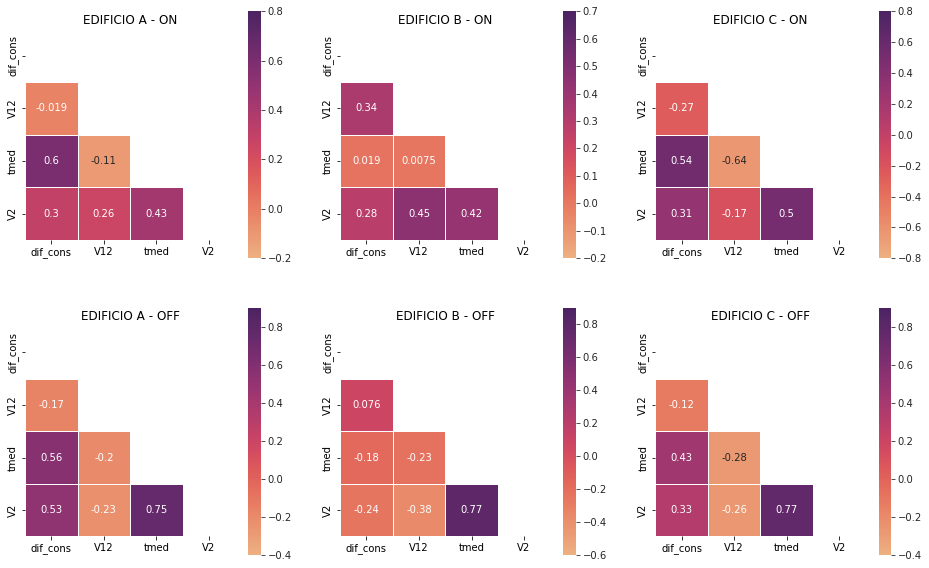 EDIFICIO A - ON
dif_cons
V12
tmed
V2
-0.019
0.6
-0.11
0.3
0.26
0.43
dif_cons
V12
tmed
V2
0.8
0.6
0.4
0.2
0.0
−0.2
EDIFICIO B - ON
dif_cons
V12
tmed
V2
0.34
0.019
0.0075
0.28
0.45
0.42
dif_cons
V12
tmed
V2
0.7
0.6
0.5
0.4
0.3
0.2
0.1
0.0
−0.1
−0.2
EDIFICIO C - ON
dif_cons
V12
tmed
V2
-0.27
0.54
-0.64
0.31
-0.17
0.5
dif_cons
V12
tmed
V2
0.8
0.6
0.4
0.2
0.0
−0.2
−0.4
−0.6
−0.8
EDIFICIO A - OFF
dif_cons
V12
tmed
V2
-0.17
0.56
-0.2
0.53
-0.23
0.75
dif_cons
V12
tmed
V2
0.8
0.6
0.4
0.2
0.0
−0.2
−0.4
EDIFICIO B - OFF
dif_cons
V12
tmed
V2
0.076
-0.18
-0.23
-0.24
-0.38
0.77
dif_cons
V12
tmed
V2
0.8
0.6
0.4
0.2
0.0
−0.2
−0.4
−0.6
EDIFICIO C - OFF
dif_cons
V12
tmed
V2
-0.12
0.43
-0.28
0.33
-0.26
0.77
dif_cons
V12
tmed
V2
0.8
0.6
0.4
0.2
0.0
−0.2
−0.4